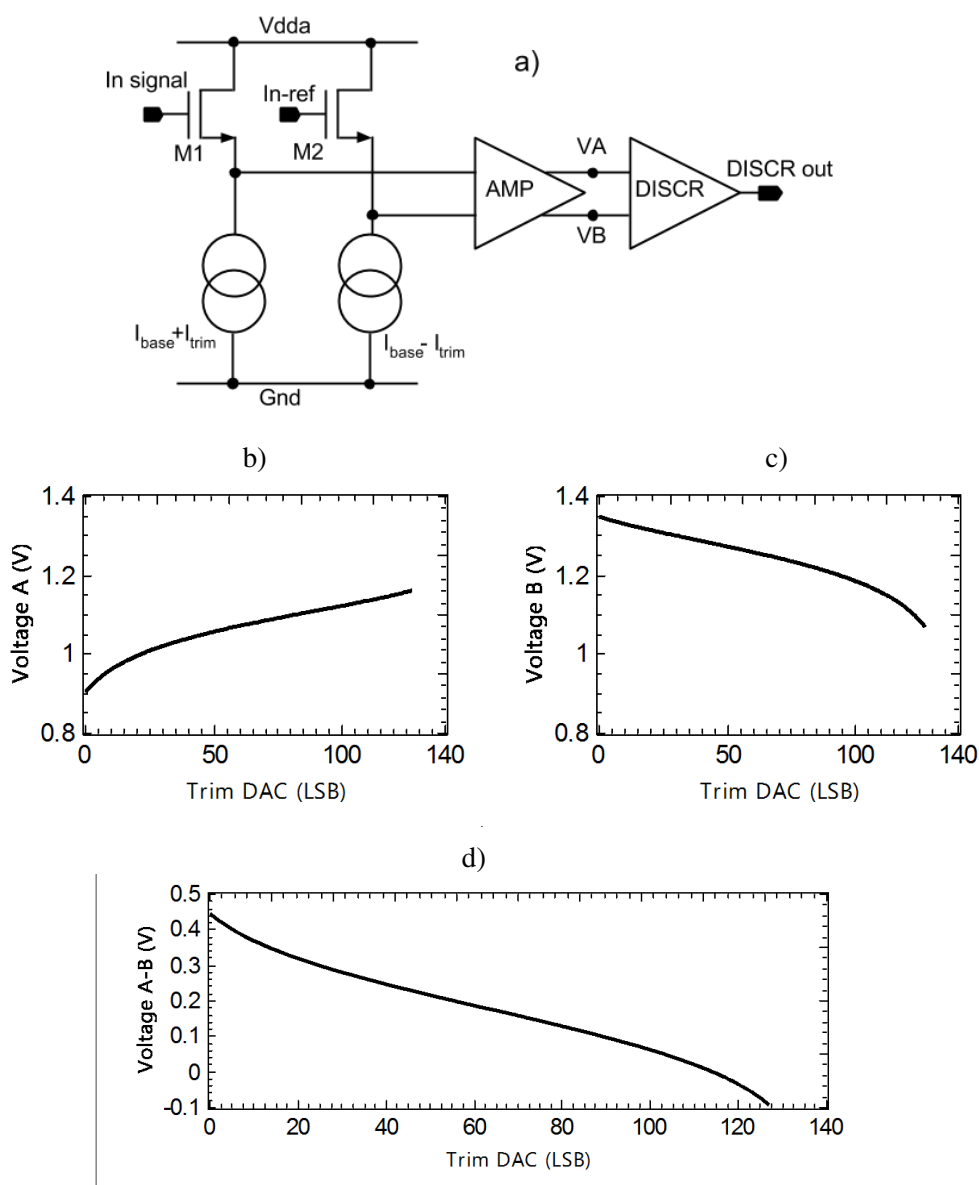 Vdda
a)
In signal
In-ref
M1
M2
AMP
VA
VB
DISCR
DISCR out
Ibase+Itrim
Ibase- Itrim
Gnd
b)
1.4
1.2
1
0.8
Voltage A (V)
0 50 100 140
Trim DAC (LSB)
c)
1.4
1.2
1
0.8
Voltage B (V)
0 50 100 140
Trim DAC (LSB)
d)
0.5
0.4
0.3
0.2
0.1
0
-0.1
Voltage A-B (V)
0 20 40 60 80 100 120 140
Trim DAC (LSB)